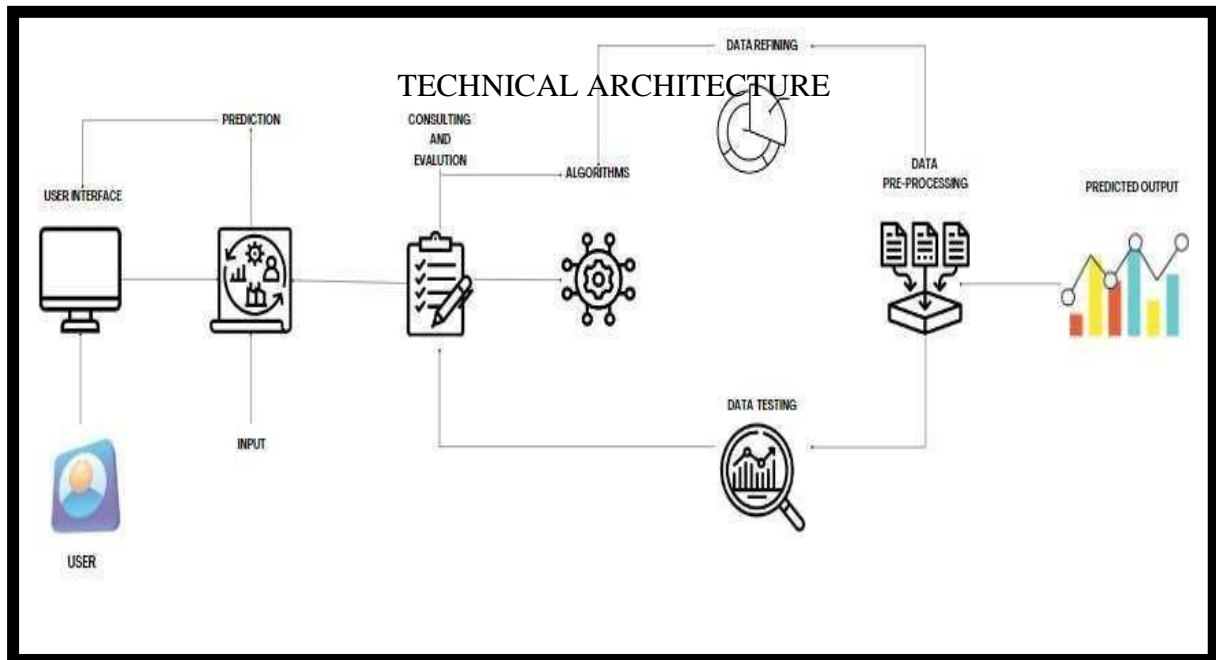 DATA REFINING
TECHNICAL ARCHITECTURE
PREDICTION
CONSULTING
AND
EVALUTION
ALGORITHMS
DATA
PRE-PROCESSING
PREDICTED OUTPUT
USER INTERFACE
DATA TESTING
INPUT
USER